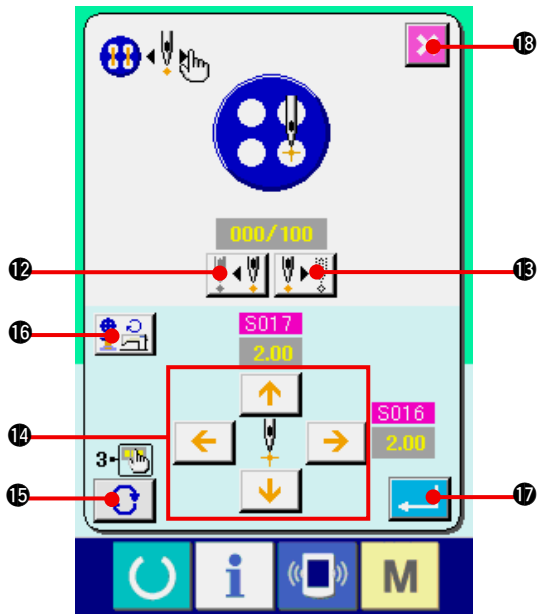 ⓲
000/100
⓬
⓭
⓰
S017
2.00
⓮
S016
2.00
3•
⓯
⓱
i
M